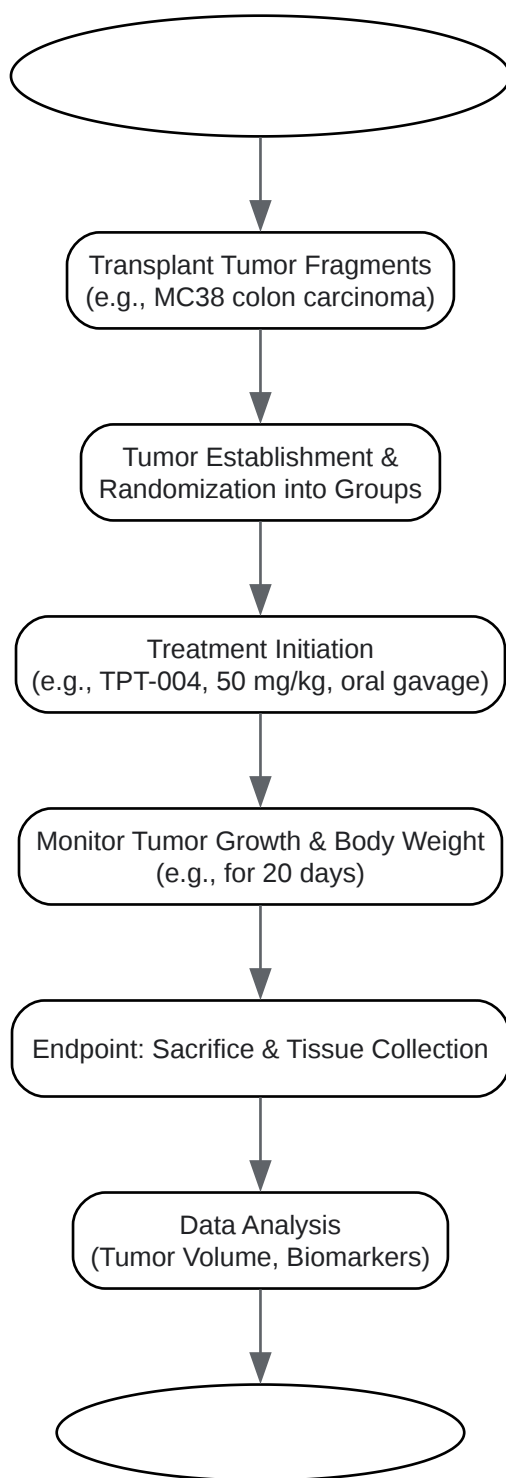 Transplant Tumor Fragments
(e.g., MC38 colon carcinoma)
Tumor Establishment &
Randomization into Groups
Treatment Initiation
(e.g., TPT-004, 50 mg/kg, oral gavage)
Monitor Tumor Growth & Body Weight
(e.g., for 20 days)
Endpoint: Sacrifice & Tissue Collection
Data Analysis
(Tumor Volume, Biomarkers)